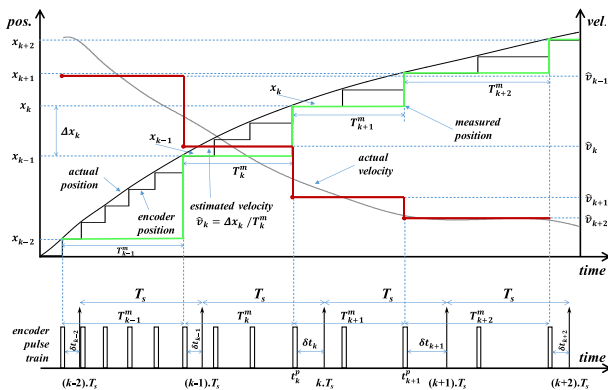 pos.
vel.
x_{k+2}
x_{k+1}
x_k
x_{k-1}
x_{k-2}
Δx_k
x_{k-1}
x_k
T^m_{k+2}
T^m_{k+1}
T^m_k
T^m_{k-1}
measured
position
actual
velocity
actual
position
encoder
position
estimated velocity
v̂_k = Δx_k / T^m_k
v̂_{k-1}
v̂_k
v̂_{k+1}
v̂_{k+2}
time
T_s T_s T_s T_s
T^m_{k-1} T^m_k T^m_{k+1} T^m_{k+2}
encoder
pulse
train
δt_{k-2} δt_{k-1} δt_k δt_{k+1} δt_{k+2}
time
(k-2).T_s (k-1).T_s t^p_k k.T_s t^p_{k+1} (k+1).T_s (k+2).T_s